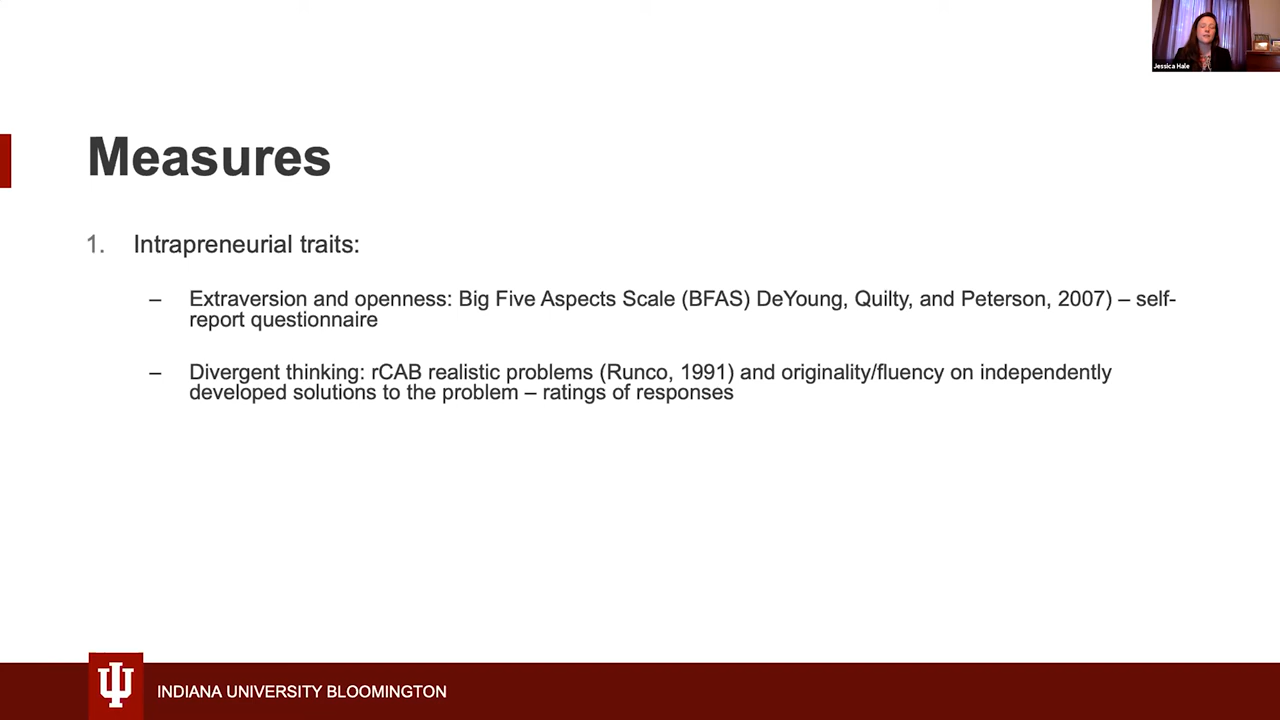 Jessica Hale
Measures
1. Intrapreneurial traits:
– Extraversion and openness: Big Five Aspects Scale (BFAS) DeYoung, Quilty, and Peterson, 2007) – self-
report questionnaire
– Divergent thinking: rCAB realistic problems (Runco, 1991) and originality/fluency on independently
developed solutions to the problem – ratings of responses
INDIANA UNIVERSITY BLOOMINGTON